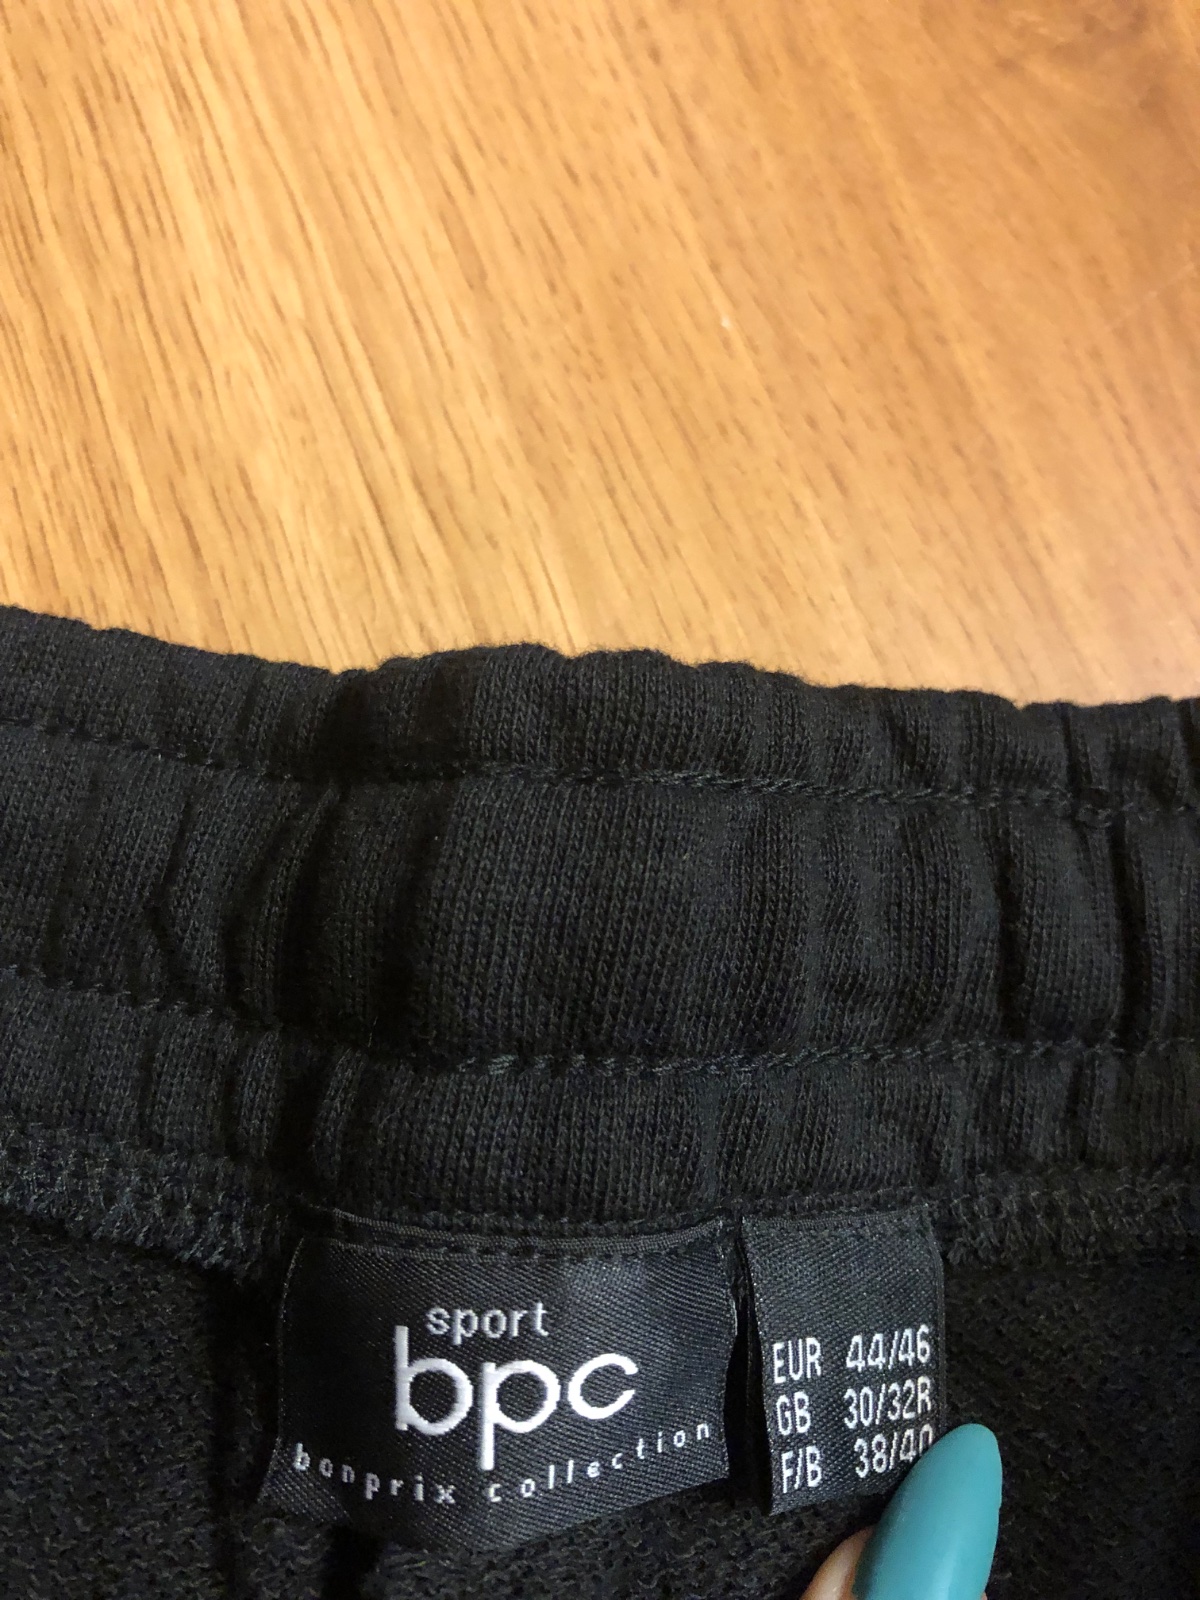 sport
bpc
bonprix collection
EUR 44/46
GB 30/32R
F/B 38/40